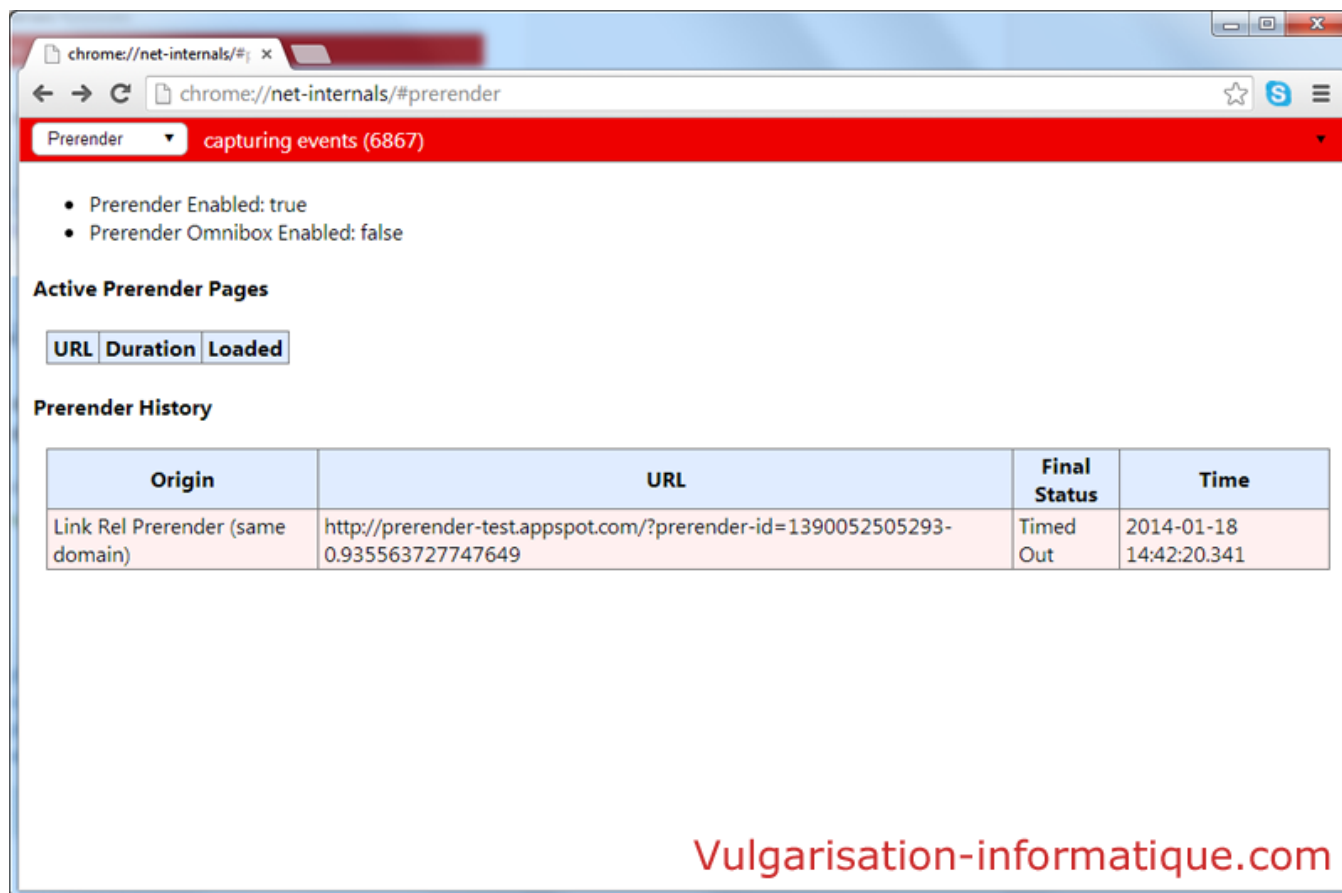 chrome://net-internals/#p
chrome://net-internals/#prerender
Prerender
capturing events (6867)
Prerender Enabled: true
Prerender Omnibox Enabled: false
Active Prerender Pages
URL Duration Loaded
Prerender History
Origin URL Final Status Time
Link Rel Prerender (same domain) http://prerender-test.appspot.com/?prerender-id=1390052505293-0.935563727747649 Timed Out 2014-01-18 14:42:20.341
Vulgarisation-informatique.com